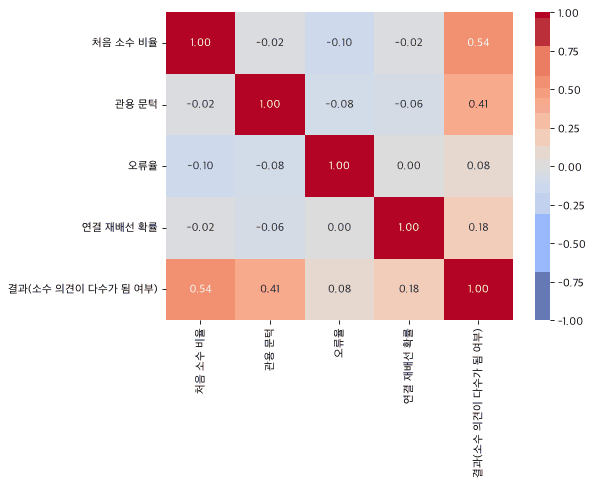 처음 소수 비율 1.00 -0.02 -0.10 -0.02 0.54
관용 문턱 -0.02 1.00 -0.08 -0.06 0.41
오류율 -0.10 -0.08 1.00 0.00 0.08
연결 재배선 확률 -0.02 -0.06 0.00 1.00 0.18
결과(소수 의견이 다수가 됨 여부) 0.54 0.41 0.08 0.18 1.00
처음 소수 비율
관용 문턱
오류율
연결 재배선 확률
결과(소수 의견이 다수가 됨 여부)
1.00
0.75
0.50
0.25
0.00
-0.25
-0.50
-0.75
-1.00